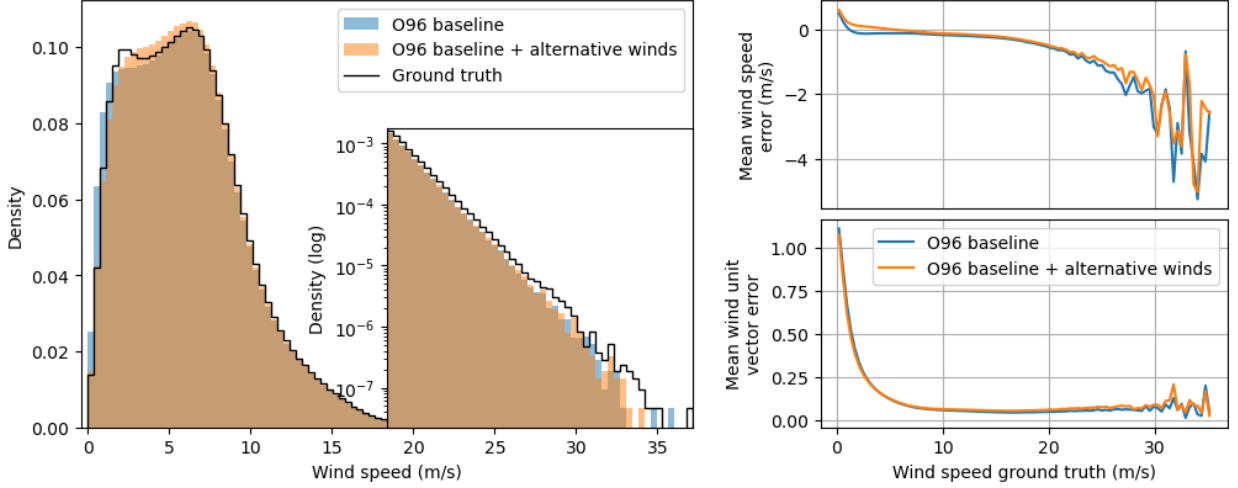 O96 baseline
O96 baseline + alternative winds
Ground truth
Density
0.10
0.08
0.06
0.04
0.02
0.00
0
5
10
15
Wind speed (m/s)
Density (log)
10⁻³
10⁻⁴
10⁻⁵
10⁻⁶
10⁻⁷
20
25
30
35
Mean wind speed
error (m/s)
0
−2
−4
Mean wind unit
vector error
1.00
0.75
0.50
0.25
0.00
O96 baseline
O96 baseline + alternative winds
0
10
20
30
Wind speed ground truth (m/s)